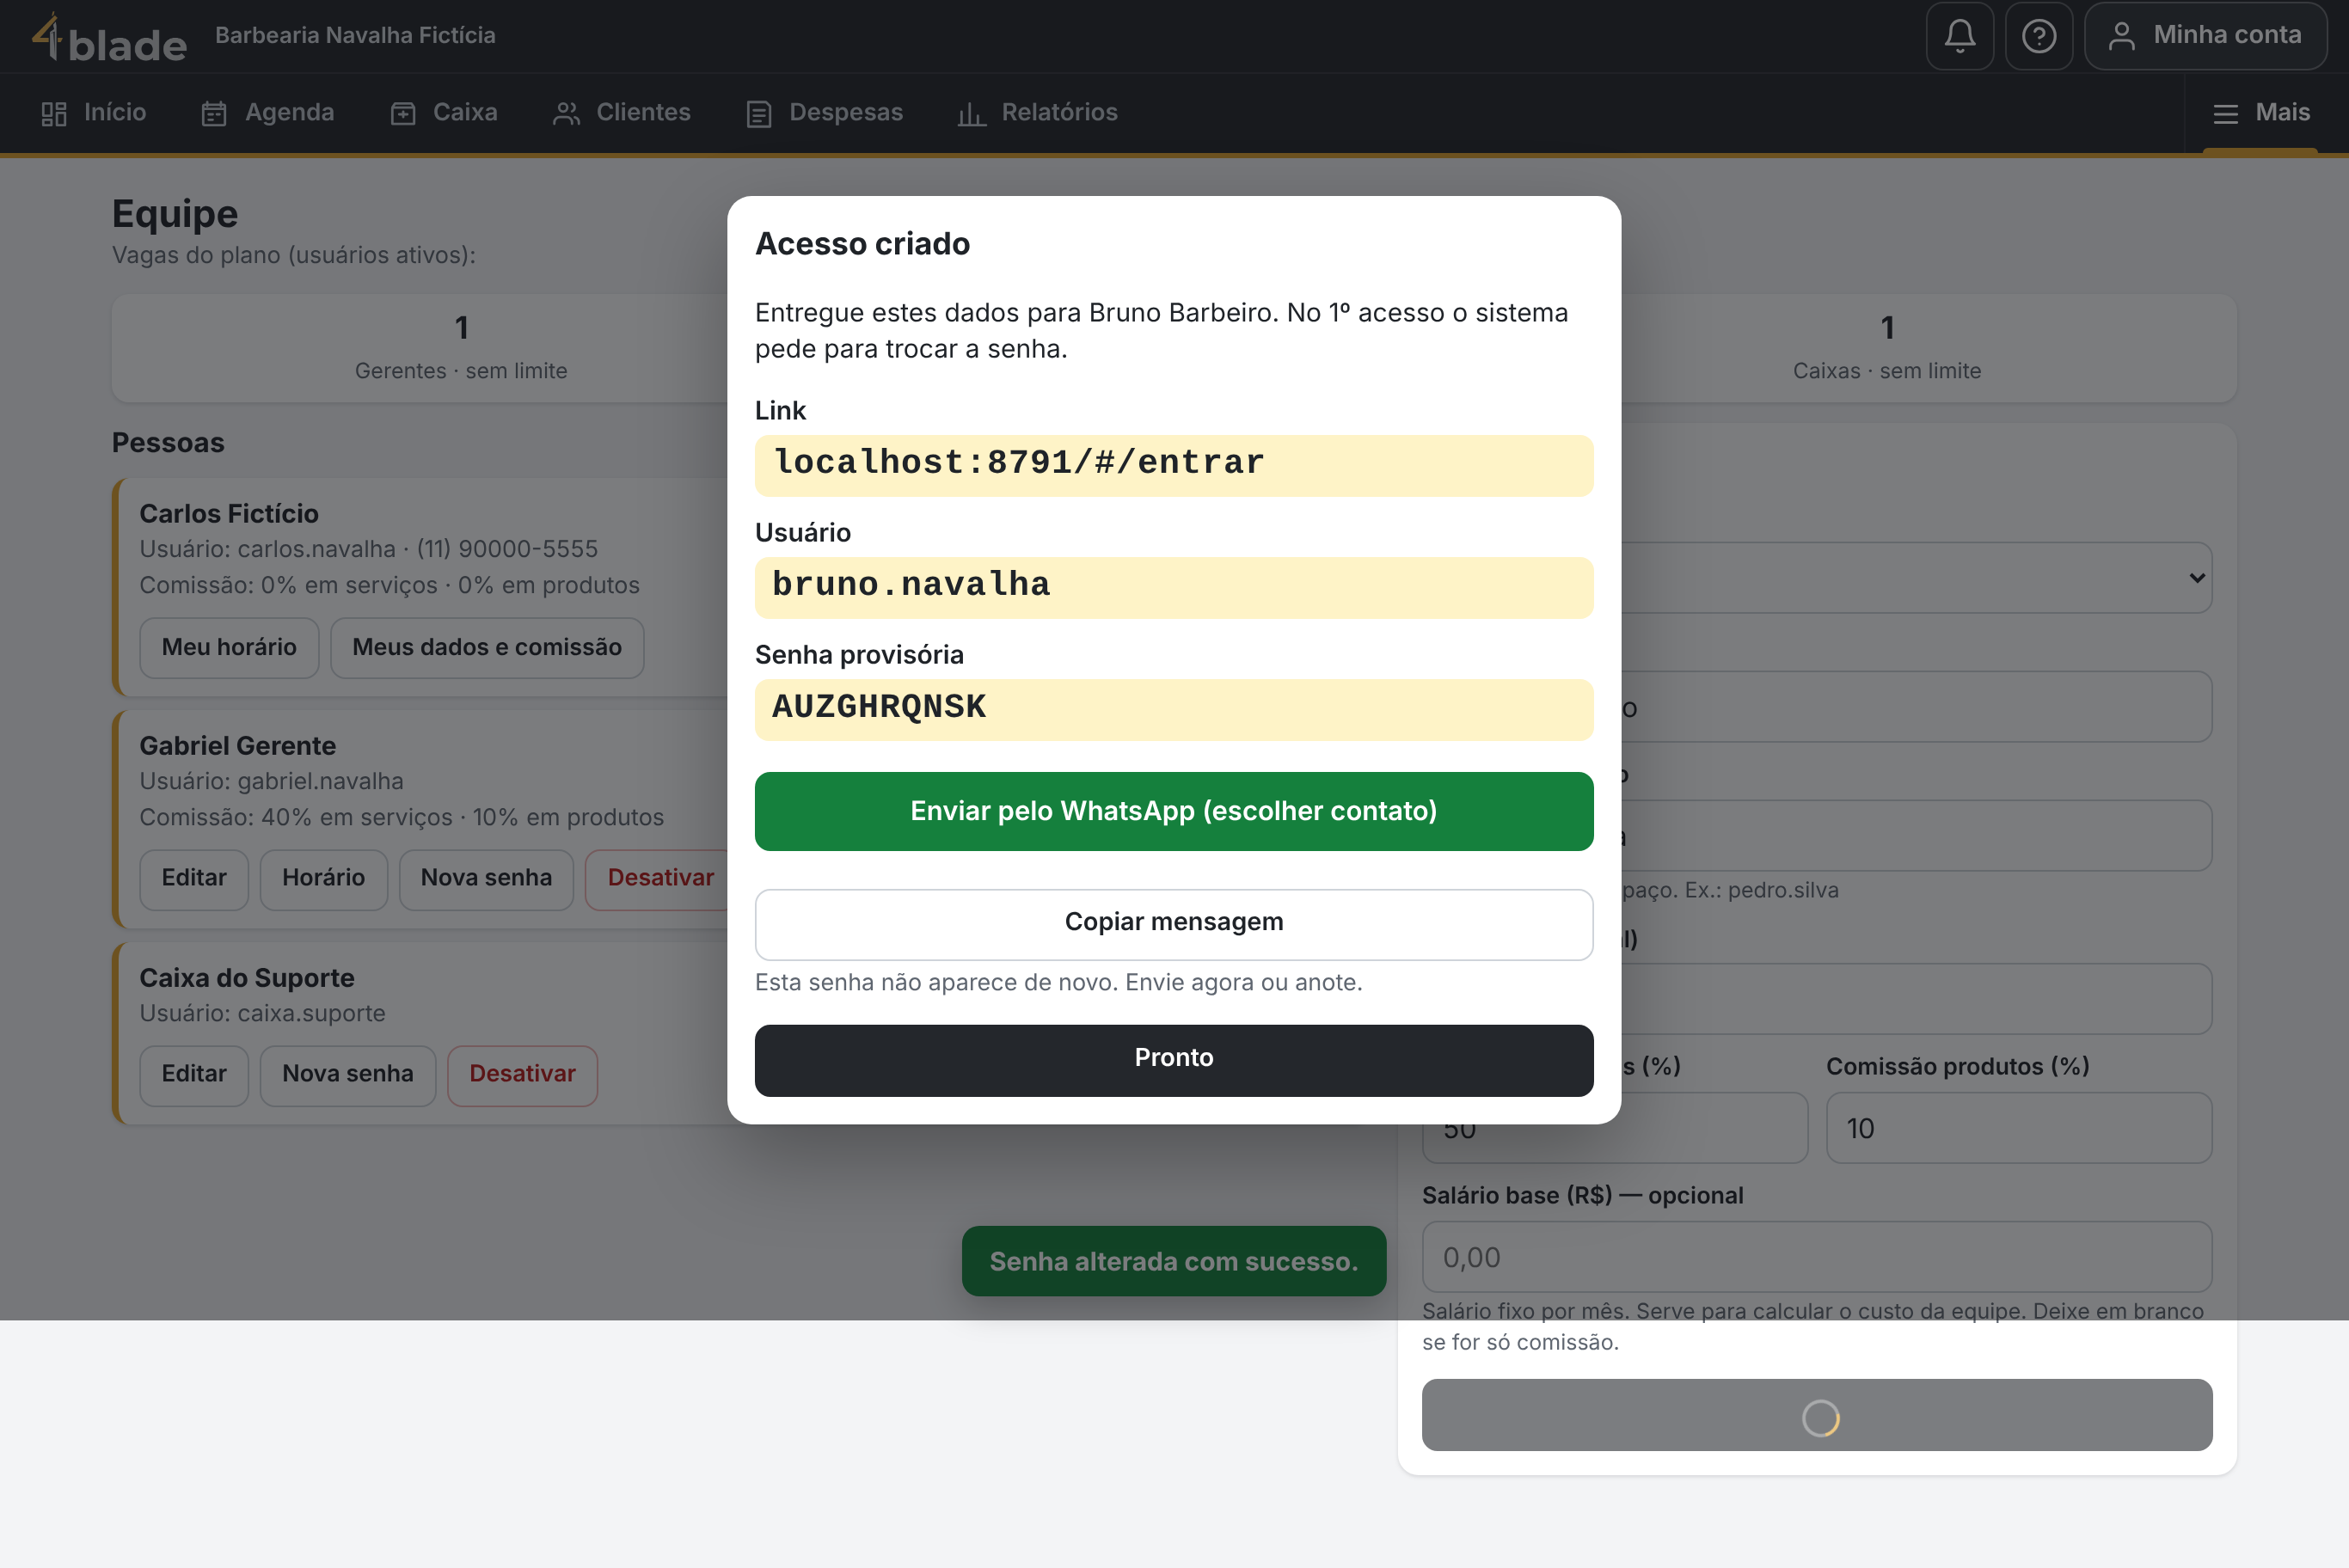 4blade
Barbearia Navalha Fictícia
Minha conta
Início
Agenda
Caixa
Clientes
Despesas
Relatórios
Mais
Equipe
Vagas do plano (usuários ativos):
1
Gerentes · sem limite
1
Caixas · sem limite
Pessoas
Carlos Fictício
Usuário: carlos.navalha · (11) 90000-5555
Comissão: 0% em serviços · 0% em produtos
Meu horário
Meus dados e comissão
Gabriel Gerente
Usuário: gabriel.navalha
Comissão: 40% em serviços · 10% em produtos
Editar
Horário
Nova senha
Desativar
Caixa do Suporte
Usuário: caixa.suporte
Editar
Nova senha
Desativar
Acesso criado
Entregue estes dados para Bruno Barbeiro. No 1º acesso o sistema
pede para trocar a senha.
Link
localhost:8791/#/entrar
Usuário
bruno.navalha
Senha provisória
AUZGHRQNSK
Enviar pelo WhatsApp (escolher contato)
Copiar mensagem
Esta senha não aparece de novo. Envie agora ou anote.
Pronto
Ex.: pedro.silva
s (%)
Comissão produtos (%)
50
10
Salário base (R$) — opcional
0,00
Salário fixo por mês. Serve para calcular o custo da equipe. Deixe em branco
se for só comissão.
Senha alterada com sucesso.